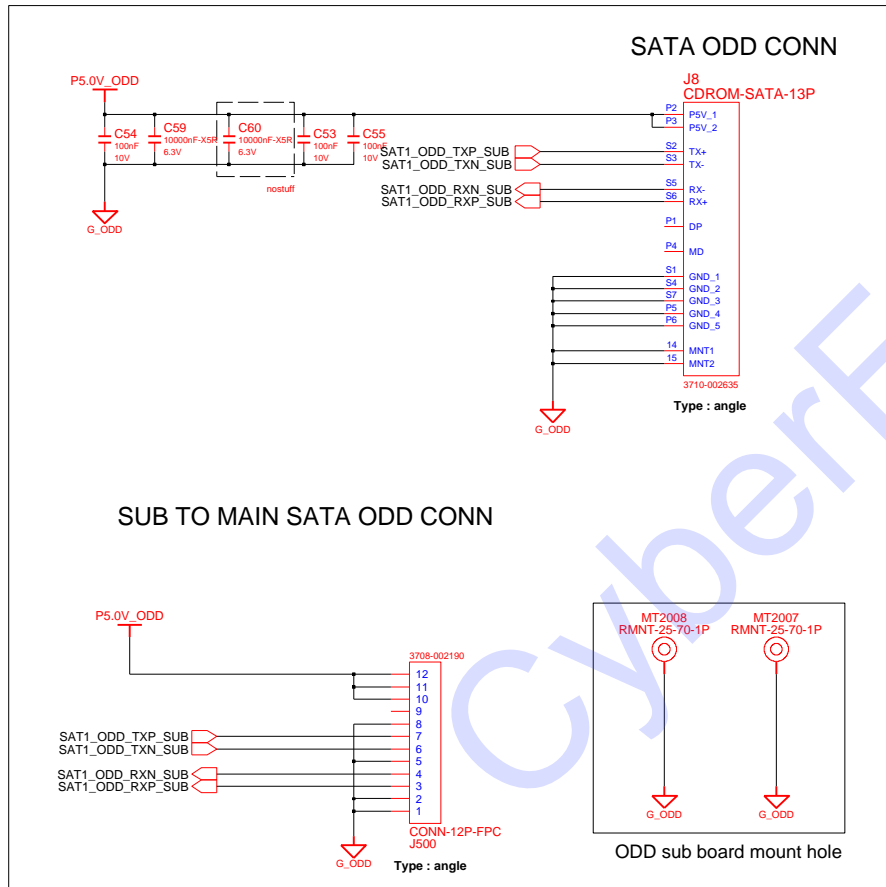 SATA ODD CONN
P5.0V_ODD
C54
100nF
10V
C59
10000nF-X5R
6.3V
C60
10000nF-X5R
6.3V
nostuff
C53
100nF
10V
C55
100nF
10V
G_ODD
J8
CDROM-SATA-13P
SAT1_ODD_TXP_SUB
SAT1_ODD_TXN_SUB
SAT1_ODD_RXN_SUB
SAT1_ODD_RXP_SUB
P2 P5V_1
P3 P5V_2
S2 TX+
S3 TX-
S5 RX-
S6 RX+
P1 DP
P4 MD
S1 GND_1
S4 GND_2
S7 GND_3
P5 GND_4
P6 GND_5
14 MNT1
15 MNT2
3710-002635
Type : angle
G_ODD
SUB TO MAIN SATA ODD CONN
P5.0V_ODD
3708-002190
12
11
10
9
8
SAT1_ODD_TXP_SUB 7
SAT1_ODD_TXN_SUB 6
5
SAT1_ODD_RXN_SUB 4
SAT1_ODD_RXP_SUB 3
2
1
CONN-12P-FPC
J500
Type : angle
G_ODD
MT2008
RMNT-25-70-1P
G_ODD
MT2007
RMNT-25-70-1P
G_ODD
ODD sub board mount hole
CyberF